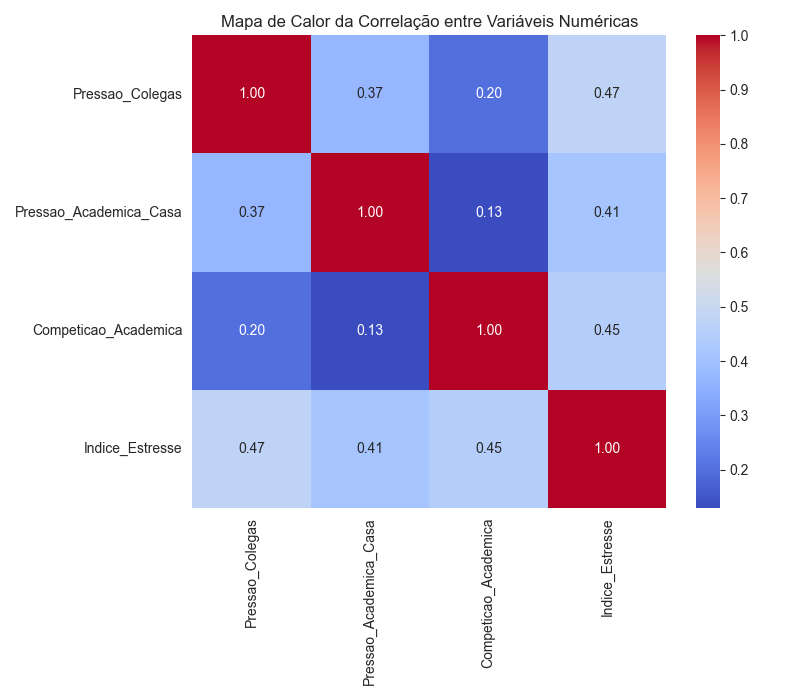 Mapa de Calor da Correlação entre Variáveis Numéricas
Pressao_Colegas
1.00
0.37
0.20
0.47
Pressao_Academica_Casa
0.37
1.00
0.13
0.41
Competicao_Academica
0.20
0.13
1.00
0.45
Indice_Estresse
0.47
0.41
0.45
1.00
Pressao_Colegas
Pressao_Academica_Casa
Competicao_Academica
Indice_Estresse
1.0
0.9
0.8
0.7
0.6
0.5
0.4
0.3
0.2